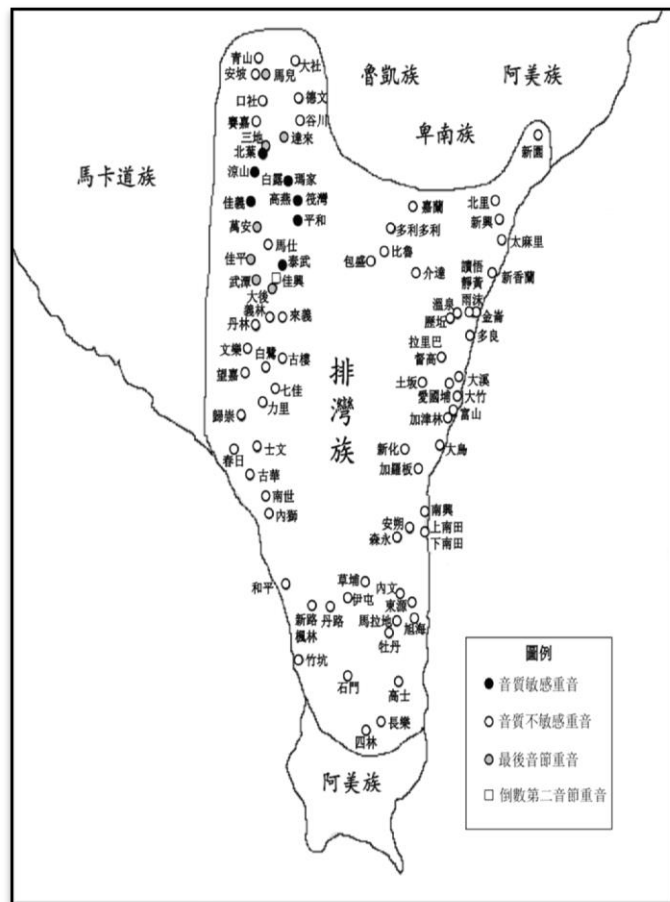 青山
大社
魯凱族
阿美族
安坡
馬兒
口社
德文
賽嘉
谷川
卑南族
三地
達來
新園
北葉
馬卡道族
涼山
白露
瑪家
佳義
高燕
筏灣
嘉蘭
北里
平和
新興
萬安
多利多利
太麻里
馬仕
比魯
佳平
泰武
包盛
讀悟
武潭
佳興
介達
靜黃
新香蘭
大後
雨沫
義林
來義
溫泉
金崙
丹林
歷坵
多良
文樂
白鷺
古樓
拉里巴
督高
排灣族
望嘉
土坂
大溪
七佳
愛國埔
大竹
力里
富山
歸崇
加津林
士文
新化
大鳥
春日
加羅板
古華
南世
南興
內獅
安朔
上南田
森永
下南田
草埔
內文
和平
伊屯
東源
新路
丹路
馬拉地
旭海
楓林
牡丹
竹坑
石門
高士
長樂
四林
阿美族
圖例
音質敏感重音
音質不敏感重音
最後音節重音
倒數第二音節重音